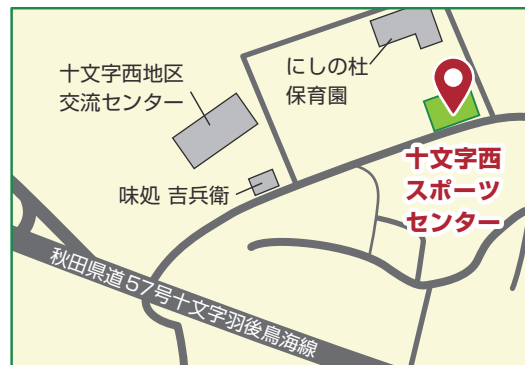 十文字西地区
交流センター
にしの杜
保育園
味処 吉兵衛
十文字西
スポーツ
センター
秋田県道57号十文字羽後鳥海線